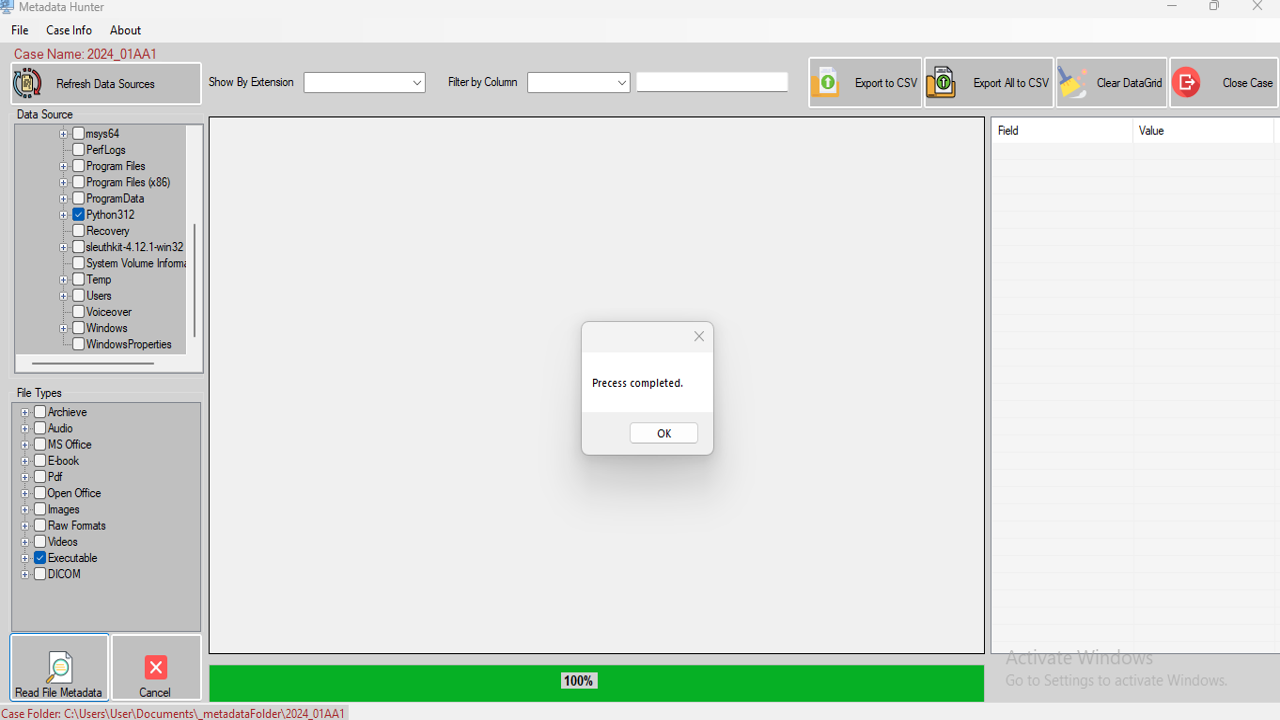 Metadata Hunter
File Case Info About
Case Name: 2024_01AA1
Refresh Data Sources
Show By Extension
Filter by Column
Export to CSV
Export All to CSV
Clear DataGrid
Close Case
Data Source
msys64
PerfLogs
Program Files
Program Files (x86)
ProgramData
Python312
Recovery
sleuthkit-4.12.1-win32
System Volume Informa
Temp
Users
Voiceover
Windows
WindowsProperties
File Types
Archieve
Audio
MS Office
E-book
Pdf
Open Office
Images
Raw Formats
Videos
Executable
DICOM
Read File Metadata
Cancel
Precess completed.
OK
100%
Field Value
Activate Windows
Go to Settings to activate Windows.
Case Folder: C:\Users\User\Documents\_metadataFolder\2024_01AA1